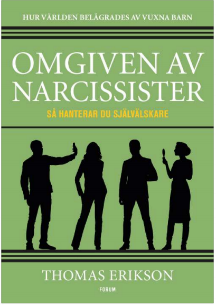 HUR VÄRLDEN BELÄGRADES AV VUXNA BARN
OMGIVEN AV
NARCISSISTER
SÅ HANTERAR DU SJÄLVÄLSKARE
THOMAS ERIKSON
FORUM